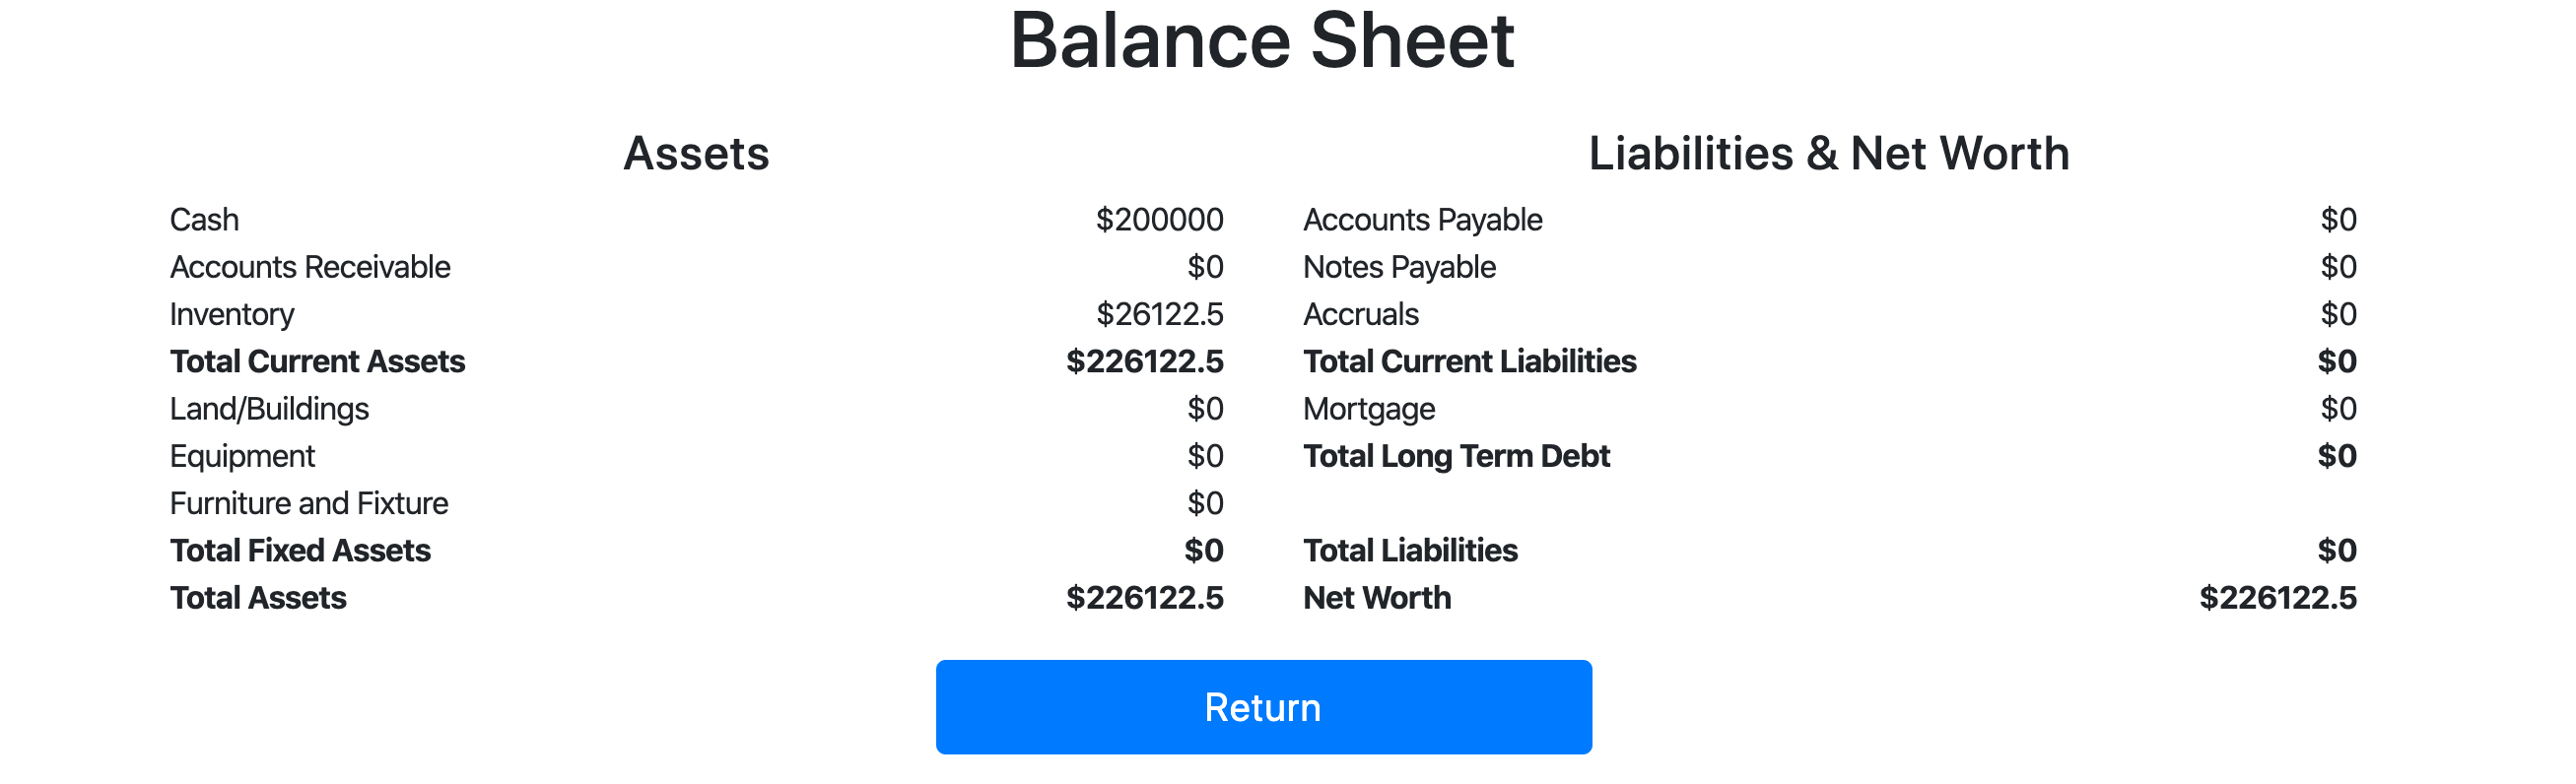 Balance Sheet
Assets
Cash $200000
Accounts Receivable $0
Inventory $26122.5
Total Current Assets $226122.5
Land/Buildings $0
Equipment $0
Furniture and Fixture $0
Total Fixed Assets $0
Total Assets $226122.5
Liabilities & Net Worth
Accounts Payable $0
Notes Payable $0
Accruals $0
Total Current Liabilities $0
Mortgage $0
Total Long Term Debt $0
Total Liabilities $0
Net Worth $226122.5
Return